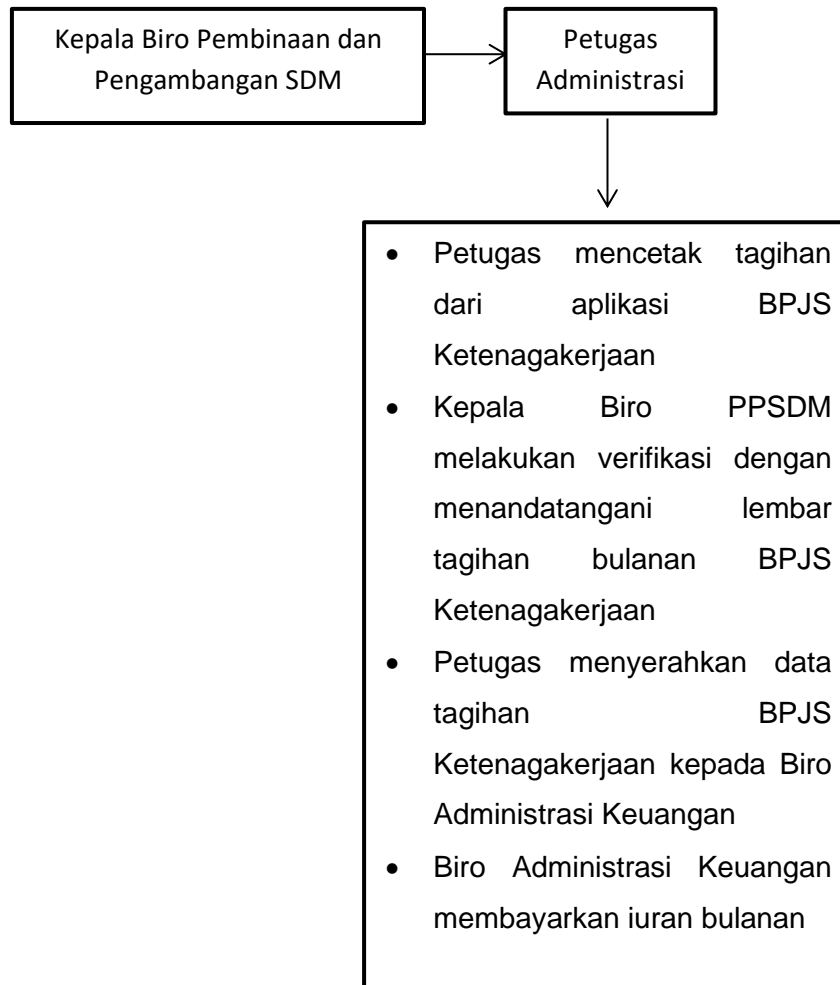 Kepala Biro Pembinaan dan
Pengambangan SDM
Petugas
Administrasi
• Petugas mencetak tagihan
dari aplikasi BPJS
Ketenagakerjaan
• Kepala Biro PPSDM
melakukan verifikasi dengan
menandatangani lembar
tagihan bulanan BPJS
Ketenagakerjaan
• Petugas menyerahkan data
tagihan BPJS
Ketenagakerjaan kepada Biro
Administrasi Keuangan
• Biro Administrasi Keuangan
membayarkan iuran bulanan